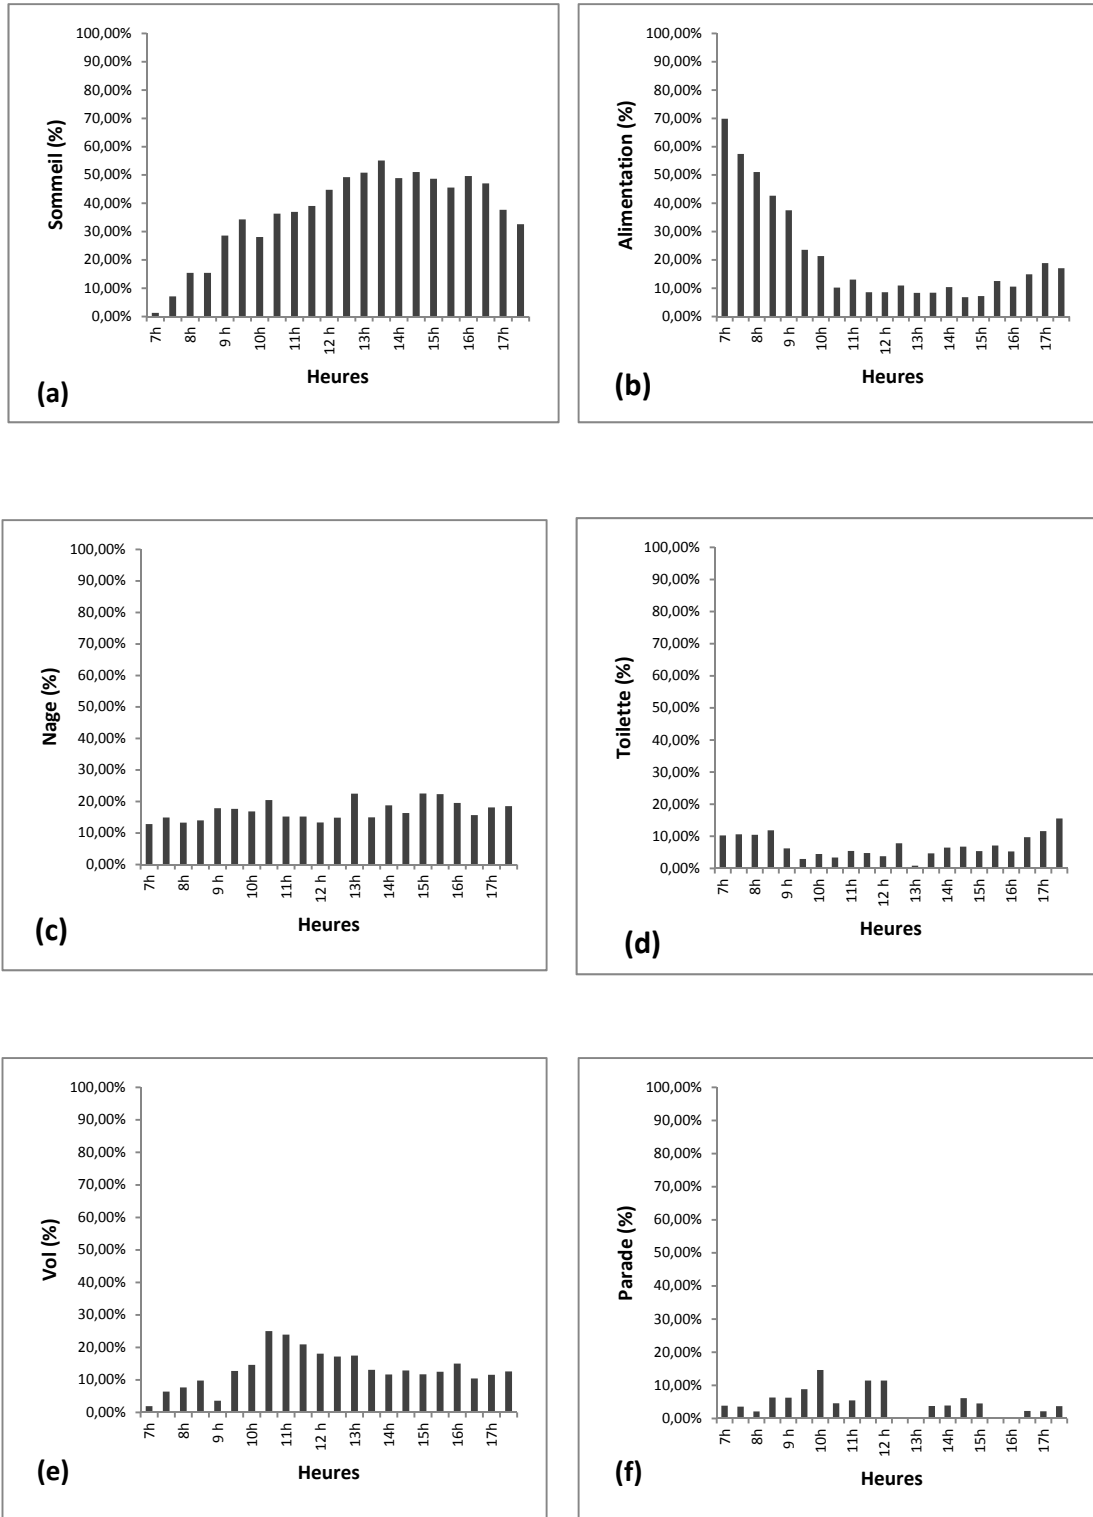 100,00%
90,00%
80,00%
70,00%
60,00%
50,00%
40,00%
30,00%
20,00%
10,00%
0,00%
Sommeil (%)
7h 8h 9 h 10h 11h 12 h 13h 14h 15h 16h 17h
Heures
(a)
100,00%
90,00%
80,00%
70,00%
60,00%
50,00%
40,00%
30,00%
20,00%
10,00%
0,00%
Alimentation (%)
7h 8h 9 h 10h 11h 12 h 13h 14h 15h 16h 17h
Heures
(b)
100,00%
90,00%
80,00%
70,00%
60,00%
50,00%
40,00%
30,00%
20,00%
10,00%
0,00%
Nage (%)
7h 8h 9 h 10h 11h 12 h 13h 14h 15h 16h 17h
Heures
(c)
100,00%
90,00%
80,00%
70,00%
60,00%
50,00%
40,00%
30,00%
20,00%
10,00%
0,00%
Toilette (%)
7h 8h 9 h 10h 11h 12 h 13h 14h 15h 16h 17h
Heures
(d)
100,00%
90,00%
80,00%
70,00%
60,00%
50,00%
40,00%
30,00%
20,00%
10,00%
0,00%
Vol (%)
7h 8h 9 h 10h 11h 12 h 13h 14h 15h 16h 17h
Heures
(e)
100,00%
90,00%
80,00%
70,00%
60,00%
50,00%
40,00%
30,00%
20,00%
10,00%
0,00%
Parade (%)
7h 8h 9 h 10h 11h 12 h 13h 14h 15h 16h 17h
Heures
(f)